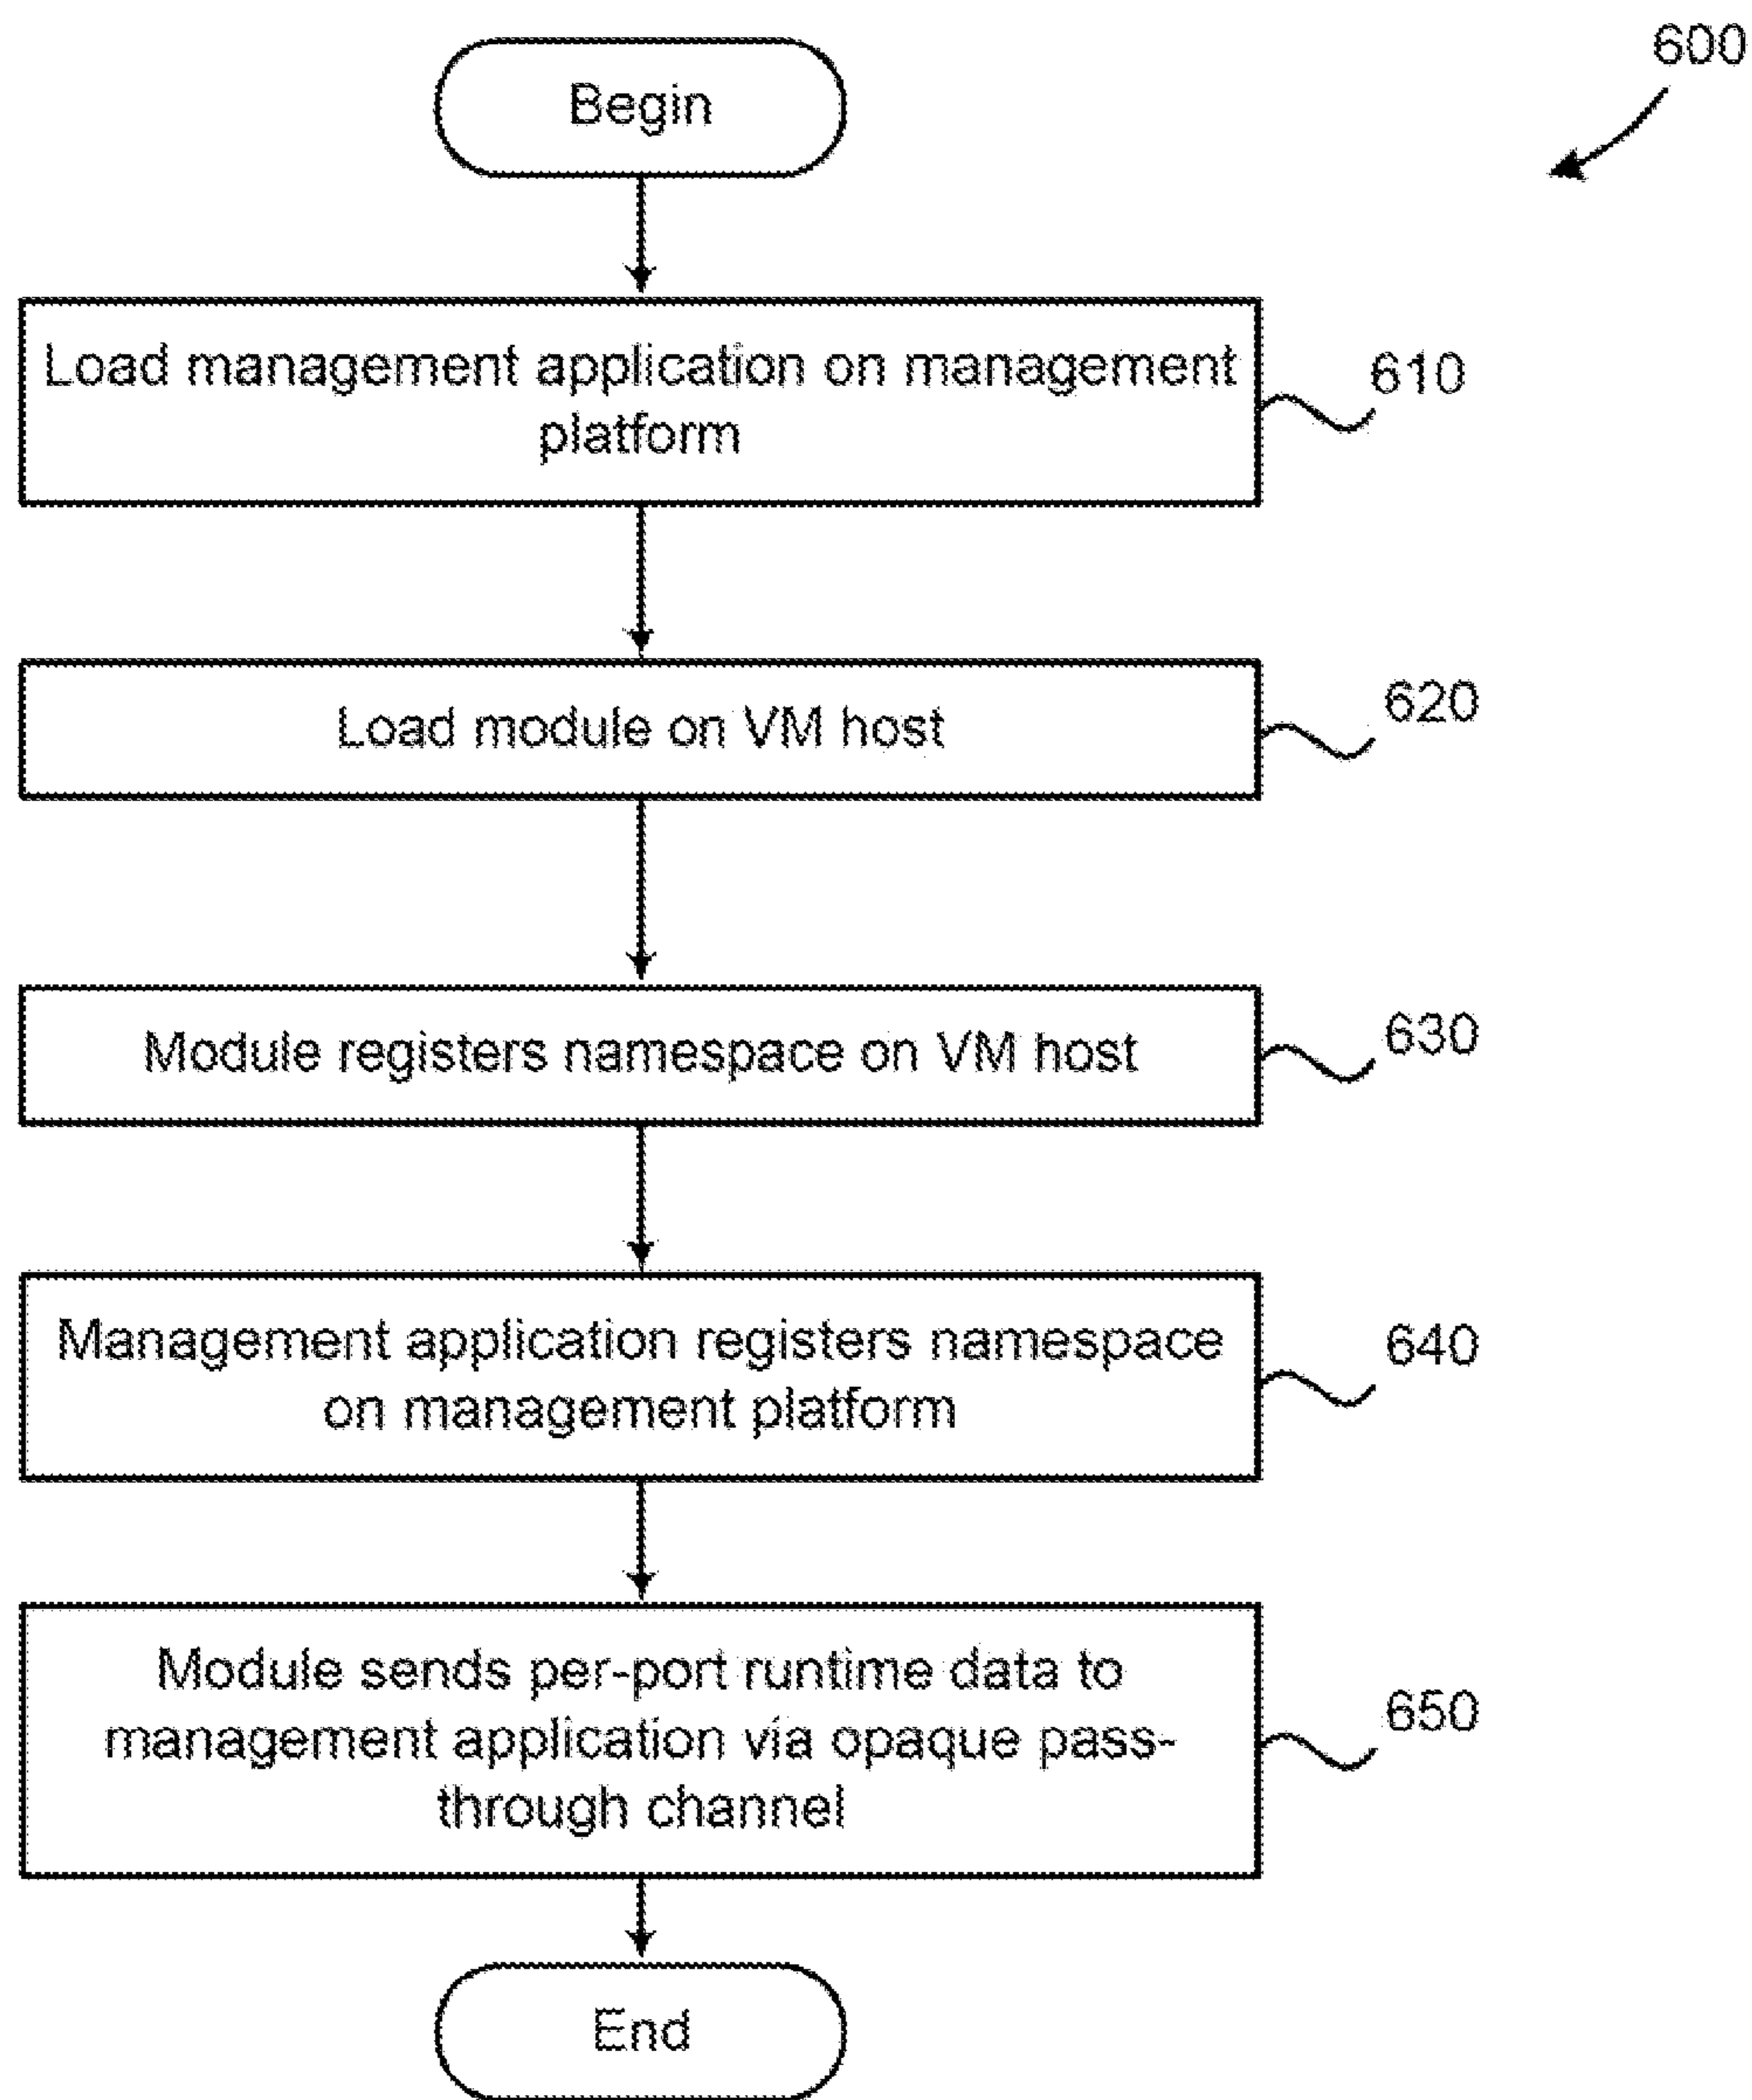 600
Begin
Load management application on management
platform
610
Load module on VM host
620
Module registers namespace on VM host
630
Management application registers namespace
on management platform
640
Module sends per-port runtime data to
management application via opaque pass-
through channel
650
End